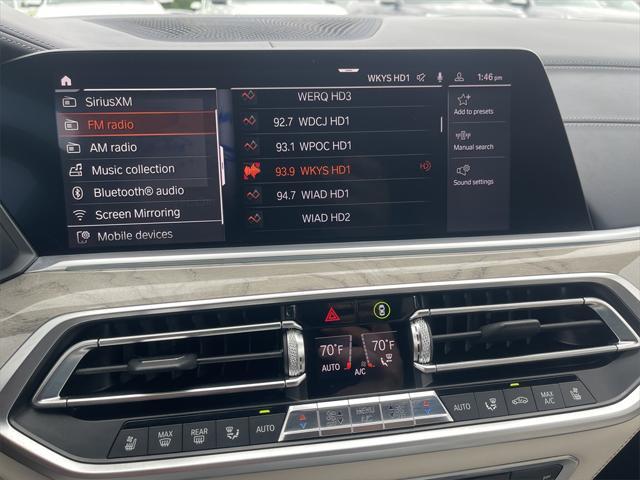 WKYS HD1 1:46 pm
SiriusXM
FM radio
AM radio
Music collection
Bluetooth® audio
Screen Mirroring
Mobile devices
WERQ HD3
92.7 WDCJ HD1
93.1 WPOC HD1
93.9 WKYS HD1
94.7 WIAD HD1
WIAD HD2
Add to presets
Manual search
Sound settings
70°F 70°F
AUTO A/C
MAX REAR AUTO MENU AUTO MAX A/C